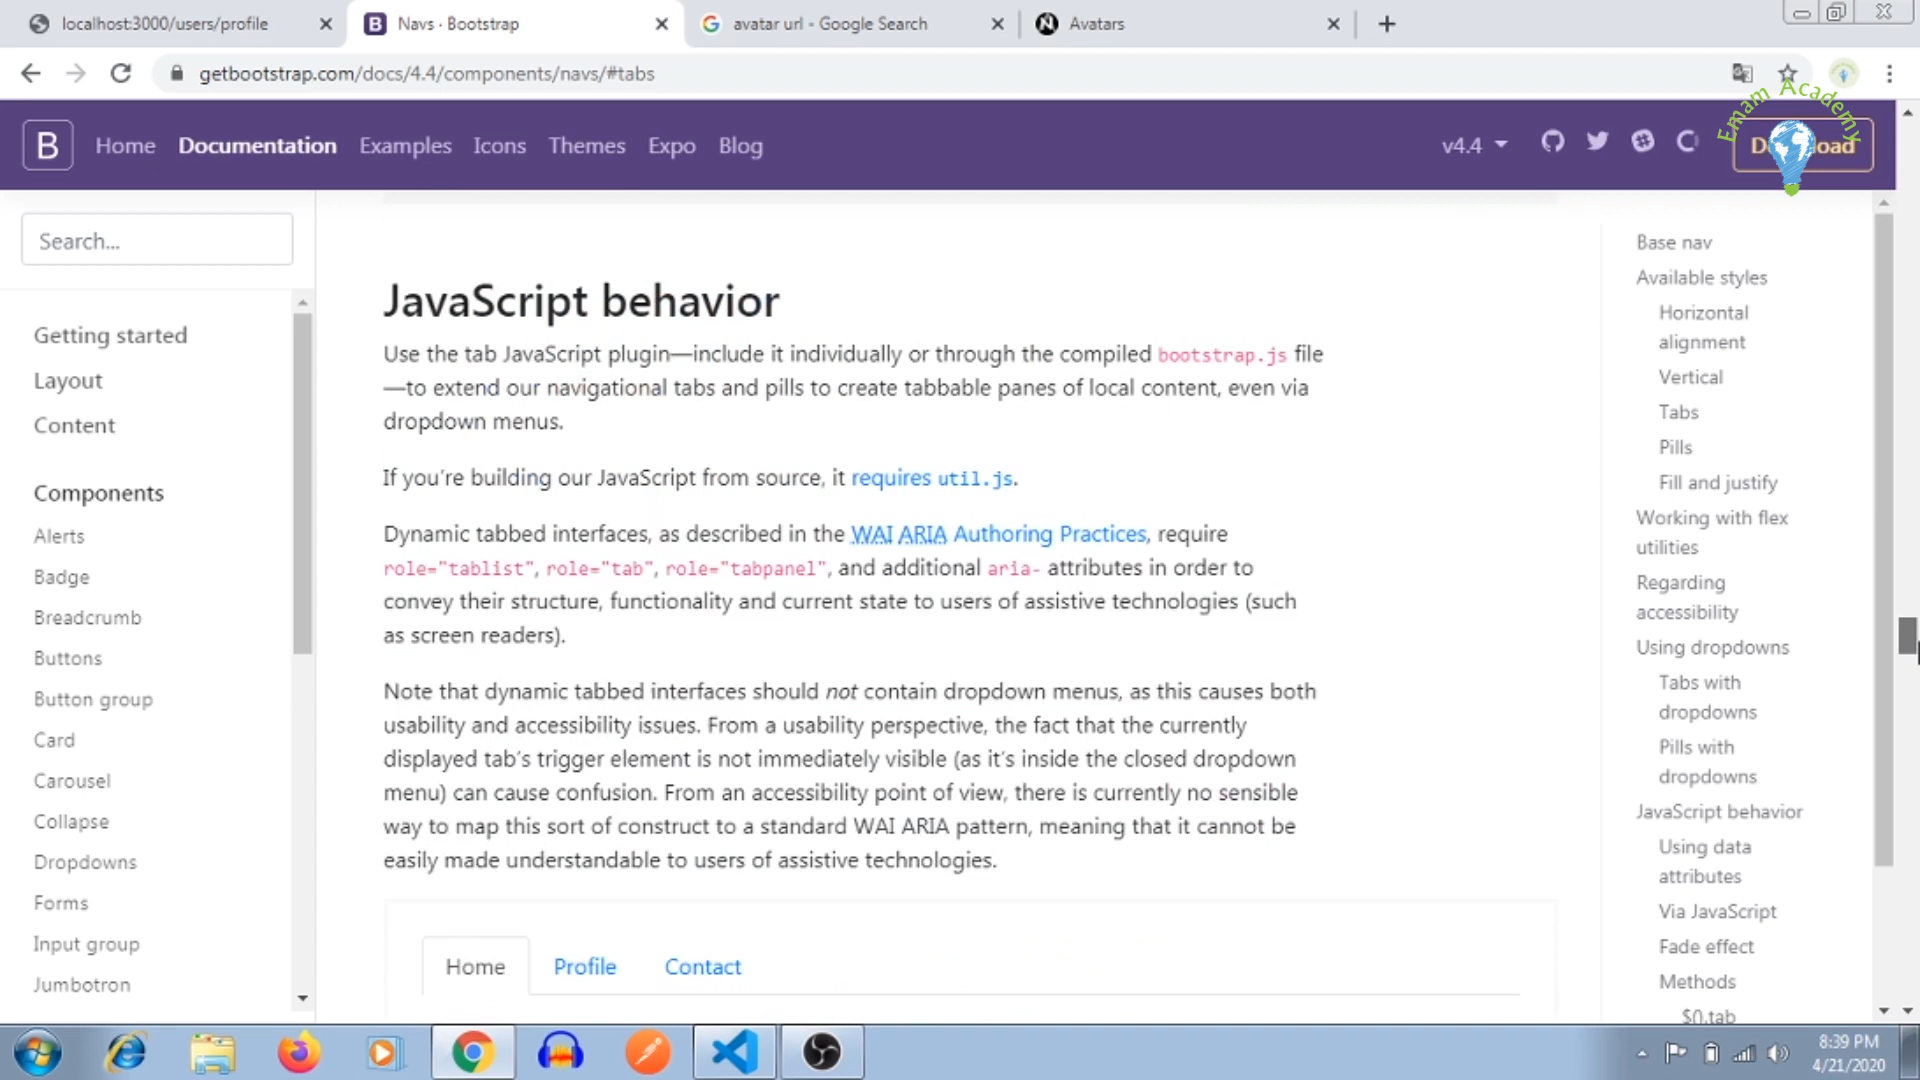 localhost:3000/users/profile
Navs · Bootstrap
avatar url - Google Search
Avatars
getbootstrap.com/docs/4.4/components/navs/#tabs
Emam Academy
B Home Documentation Examples Icons Themes Expo Blog
v4.4
Search...
Getting started
Layout
Content
Components
Alerts
Badge
Breadcrumb
Buttons
Button group
Card
Carousel
Collapse
Dropdowns
Forms
Input group
Jumbotron
JavaScript behavior
Use the tab JavaScript plugin—include it individually or through the compiled bootstrap.js file
—to extend our navigational tabs and pills to create tabbable panes of local content, even via
dropdown menus.
If you’re building our JavaScript from source, it requires util.js.
Dynamic tabbed interfaces, as described in the WAI ARIA Authoring Practices, require
role="tablist", role="tab", role="tabpanel", and additional aria- attributes in order to
convey their structure, functionality and current state to users of assistive technologies (such
as screen readers).
Note that dynamic tabbed interfaces should not contain dropdown menus, as this causes both
usability and accessibility issues. From a usability perspective, the fact that the currently
displayed tab’s trigger element is not immediately visible (as it’s inside the closed dropdown
menu) can cause confusion. From an accessibility point of view, there is currently no sensible
way to map this sort of construct to a standard WAI ARIA pattern, meaning that it cannot be
easily made understandable to users of assistive technologies.
Home Profile Contact
Base nav
Available styles
Horizontal
alignment
Vertical
Tabs
Pills
Fill and justify
Working with flex
utilities
Regarding
accessibility
Using dropdowns
Tabs with
dropdowns
Pills with
dropdowns
JavaScript behavior
Using data
attributes
Via JavaScript
Fade effect
Methods
$().tab
8:39 PM
4/21/2020